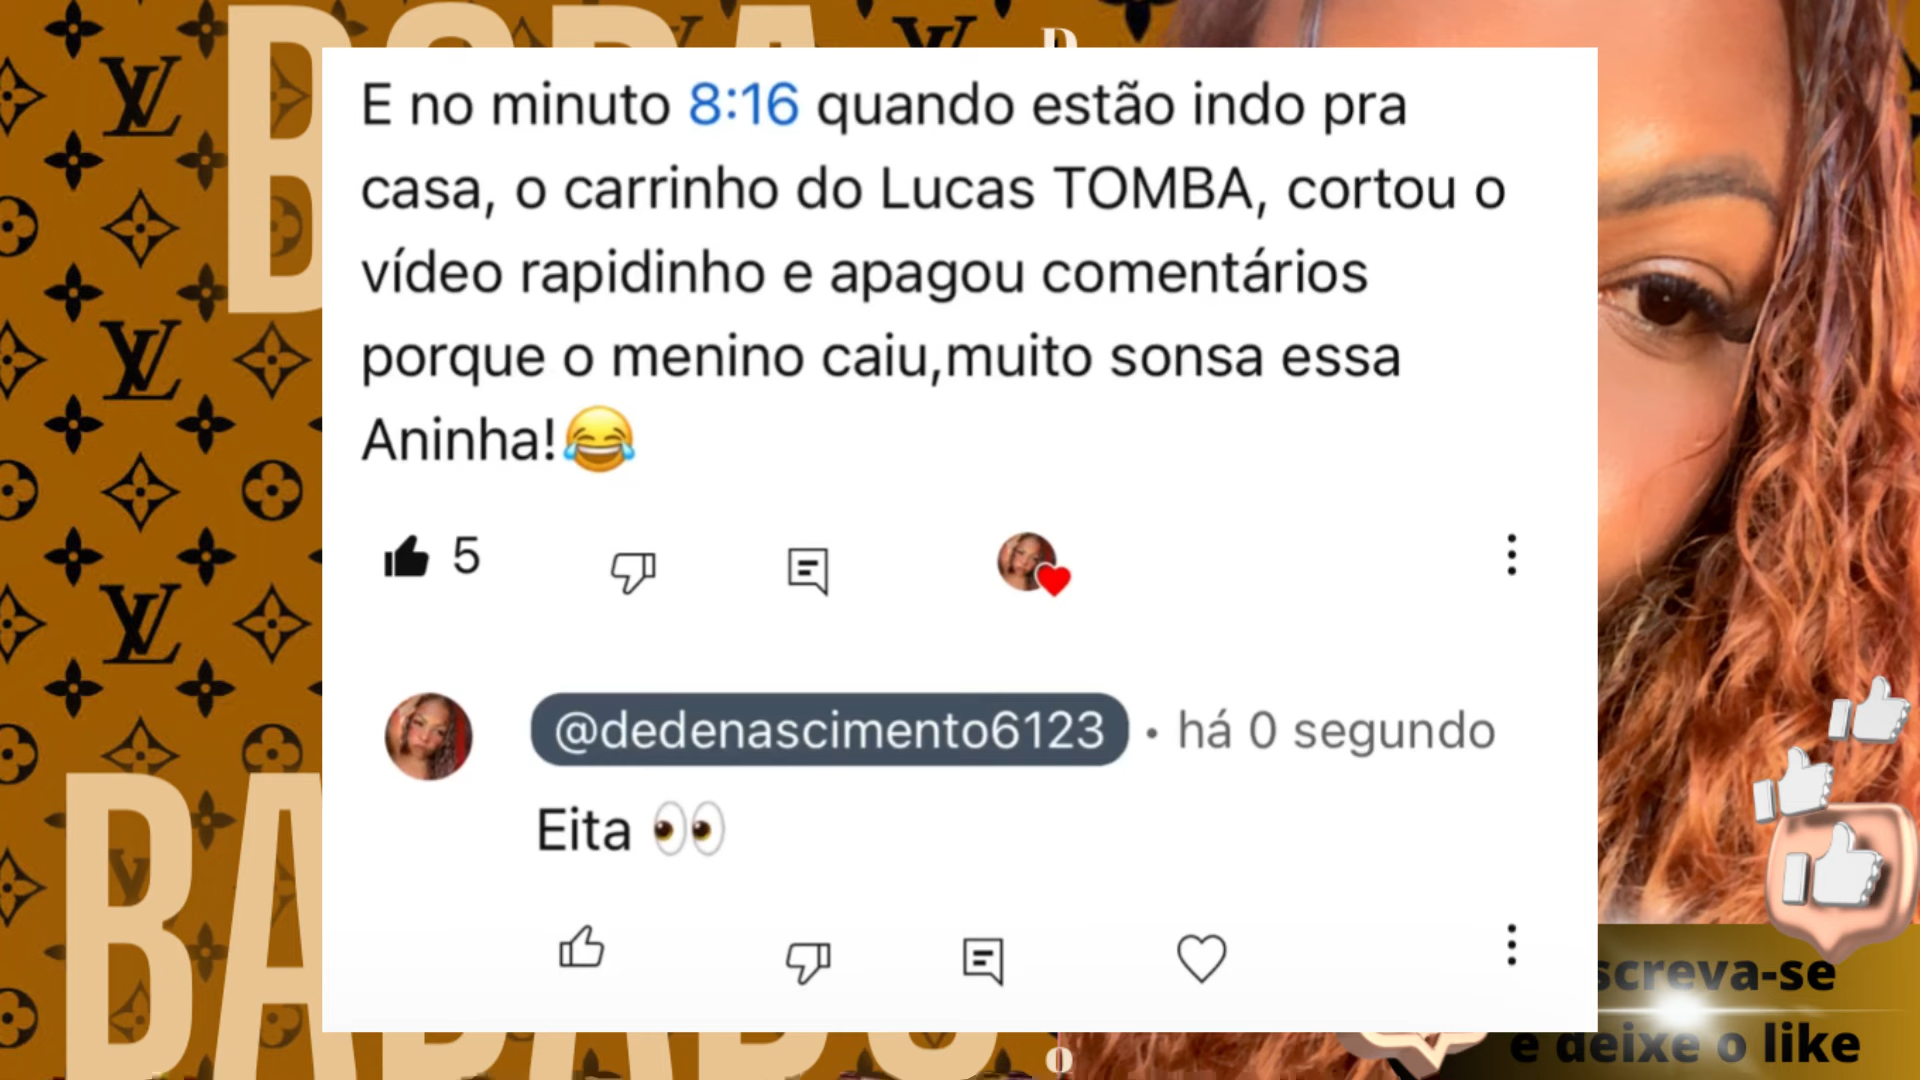 E no minuto 8:16 quando estão indo pra
casa, o carrinho do Lucas TOMBA, cortou o
vídeo rapidinho e apagou comentários
porque o menino caiu,muito sonsa essa
Aninha!😂
5
@dedenascimento6123 • há 0 segundo
Eita 👀
screva-se
e deixe o like